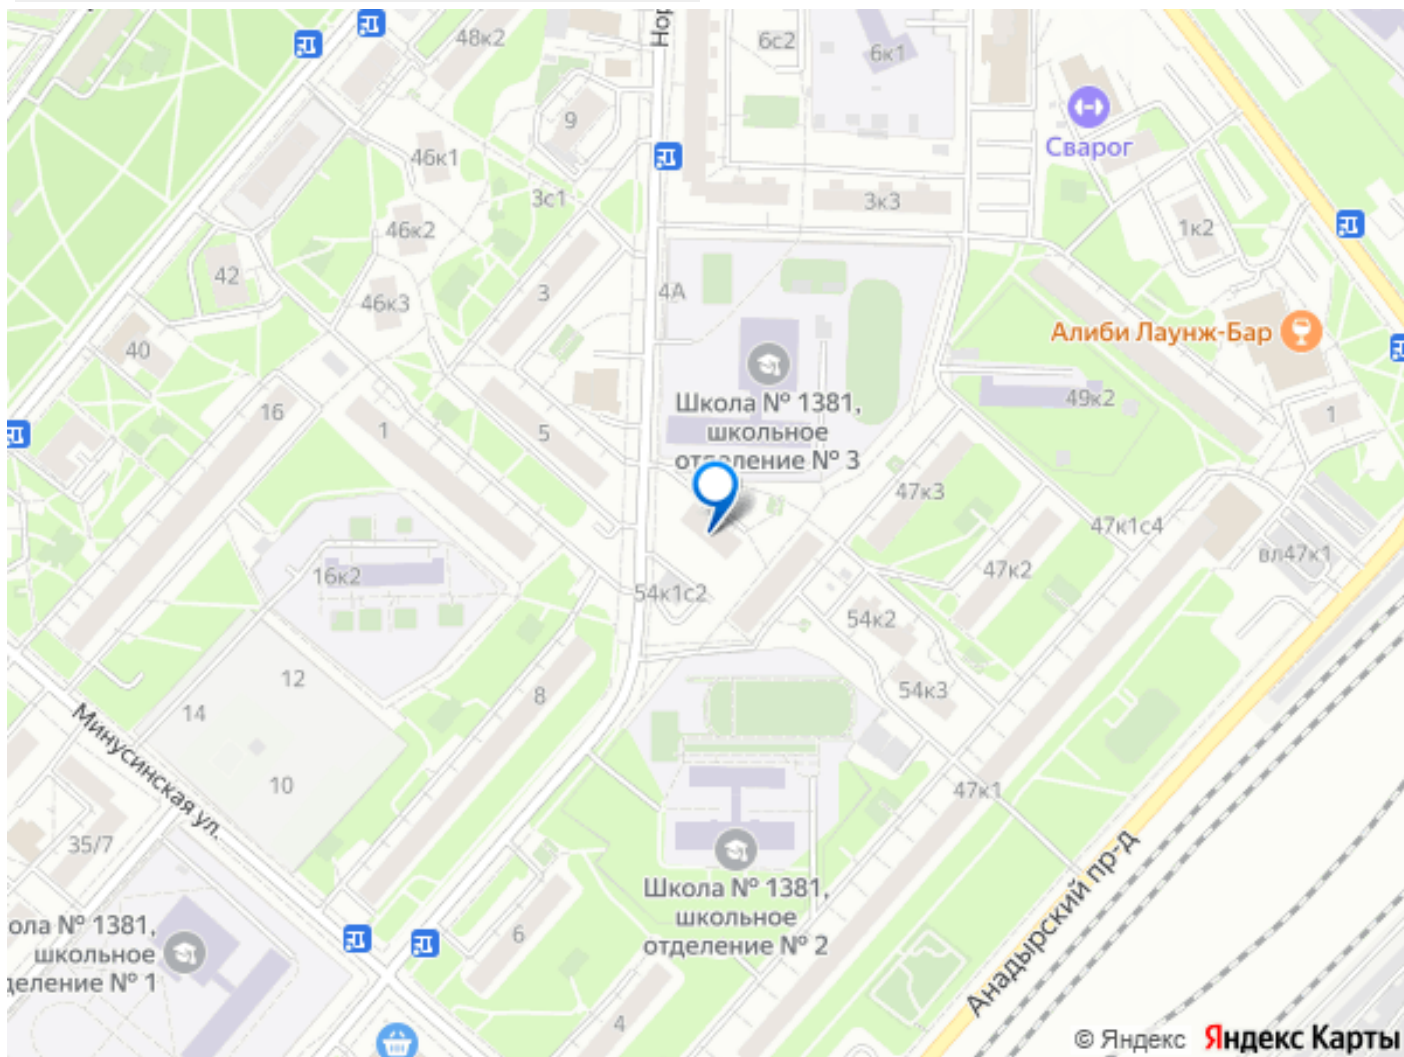 48к2
Нор
6с2
6к1
9
Сварог
46к1
3с1
3к3
46к2
1к2
42
46к3
3
4А
Алиби Лаунж-Бар
40
16
1
5
Школа № 1381,
школьное
отделение № 3
49к2
1
47к3
47к1с4
вл47к1
16к2
54к1с2
47к2
54к2
12
8
54к3
14
Минусинская ул.
10
47к1
35/7
Школа № 1381,
школьное
отделение № 2
Анадырский пр-д
ола № 1381,
школьное
деление № 1
6
4
© Яндекс Яндекс Карты